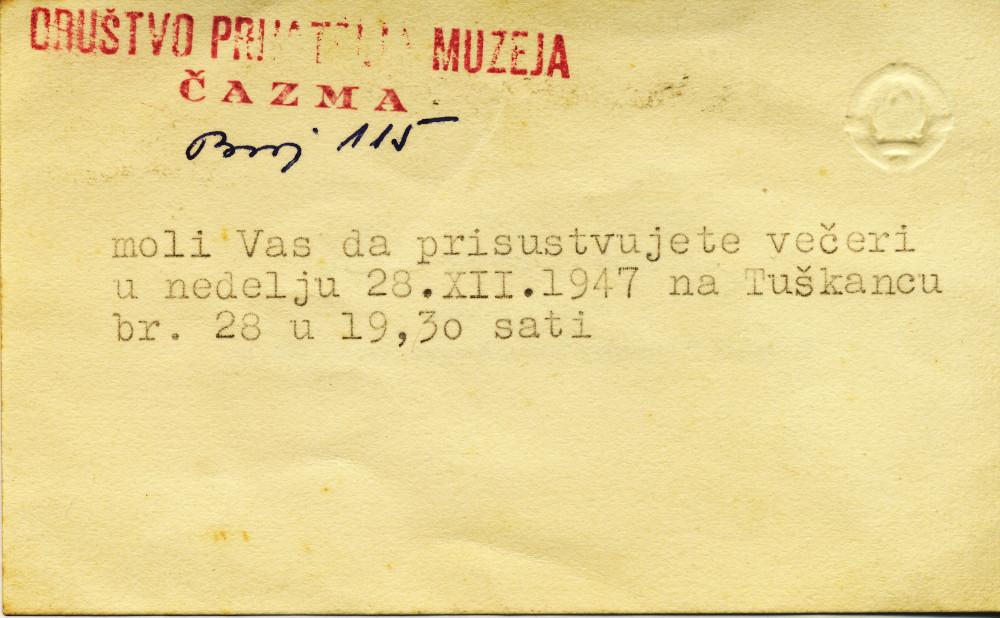 DRUŠTVO PRIJATELJA MUZEJA
ČAZMA
Broj 115
moli Vas da prisustvujete večeri
u nedelju 28.XII.1947 na Tuškancu
br. 28 u 19,3o sati